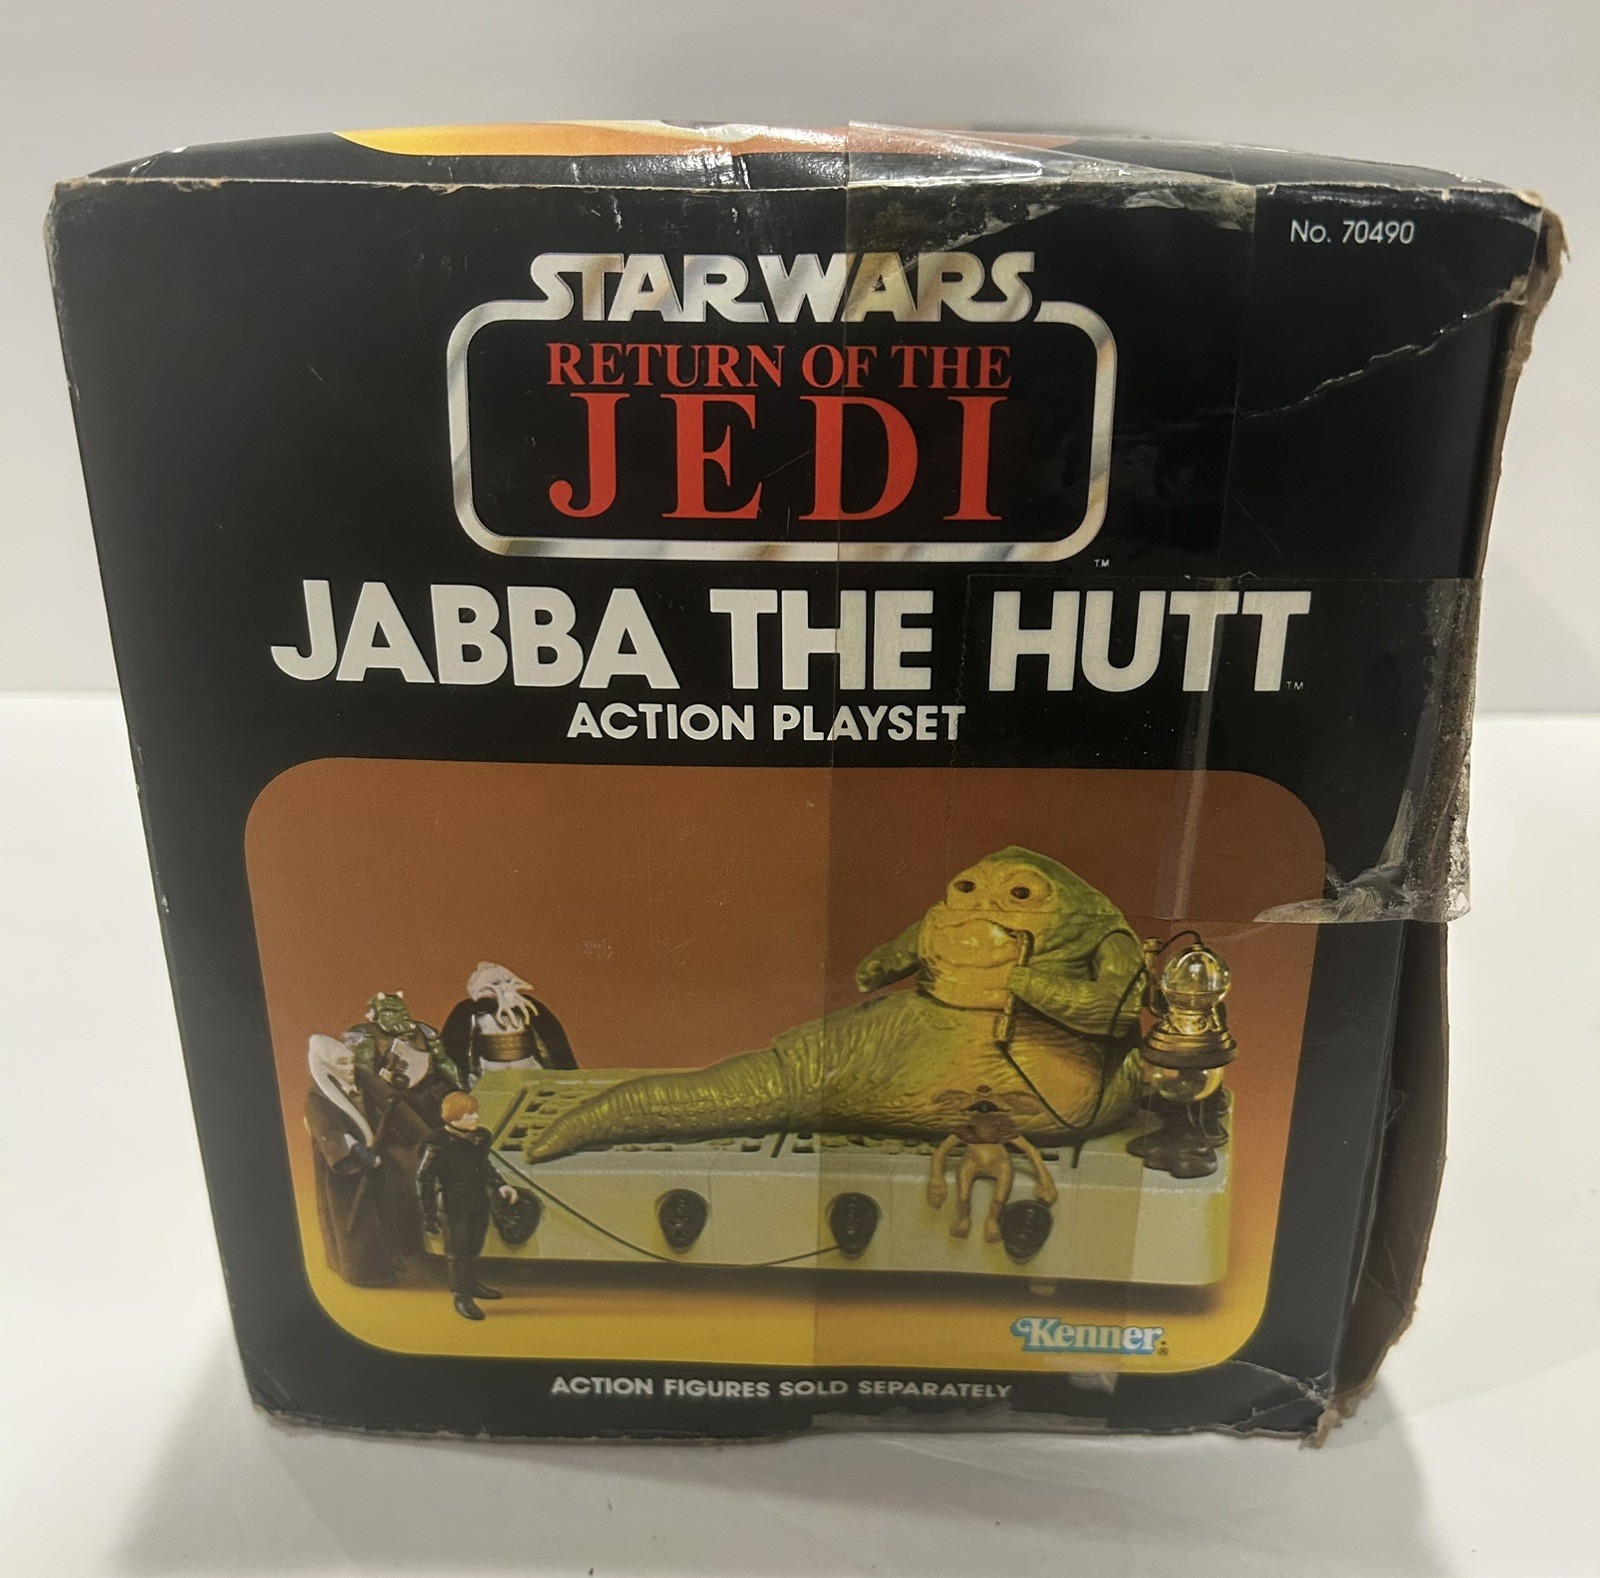 No. 70490
STAR WARS
RETURN OF THE
JEDI
TM
JABBA THE HUTT
TM
ACTION PLAYSET
Kenner®
ACTION FIGURES SOLD SEPARATELY